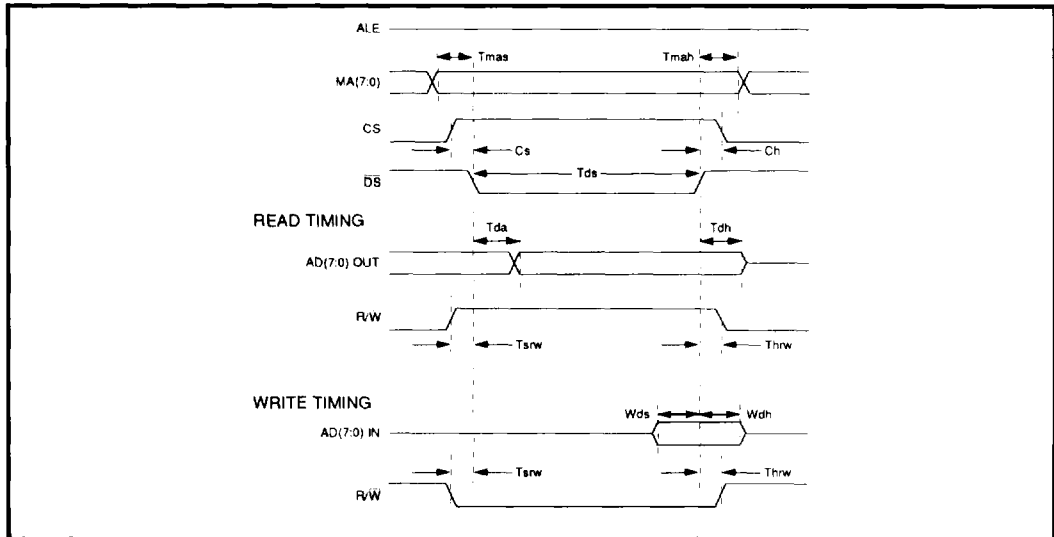 ALE
Tmas Tmah
MA(7:0)
CS
Cs Ch
Tds
DS
READ TIMING
Tda Tdh
AD(7:0) OUT
R/W
Tsrw Thrw
WRITE TIMING
Wds Wdh
AD(7:0) IN
Tsrw Thrw
R/W